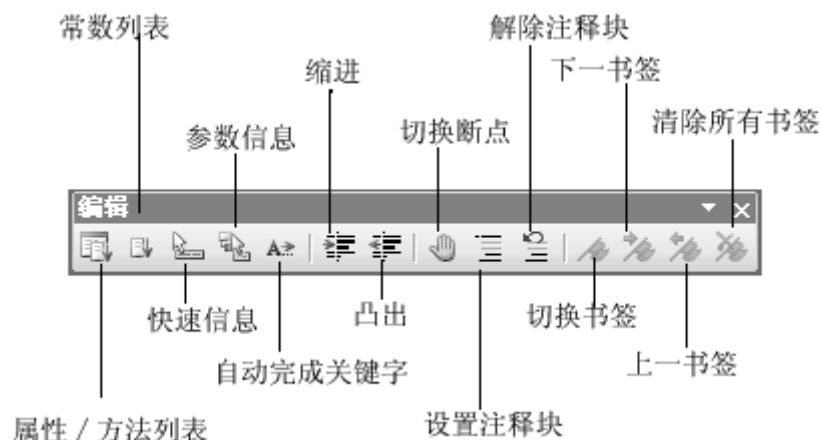 常数列表
解除注释块
缩进
下一书签
参数信息
切换断点
清除所有书签
编辑
快速信息
凸出
切换书签
自动完成关键字
上一书签
属性 / 方法列表
设置注释块